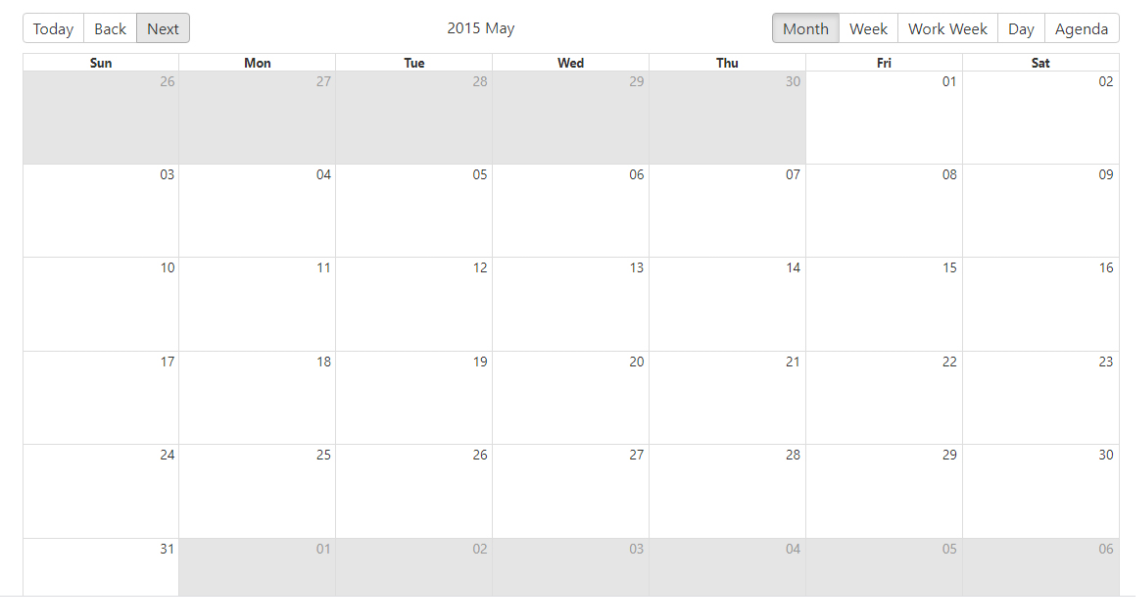 Today Back Next 2015 May Month Week Work Week Day Agenda
Sun Mon Tue Wed Thu Fri Sat
26 27 28 29 30 01 02
03 04 05 06 07 08 09
10 11 12 13 14 15 16
17 18 19 20 21 22 23
24 25 26 27 28 29 30
31 01 02 03 04 05 06